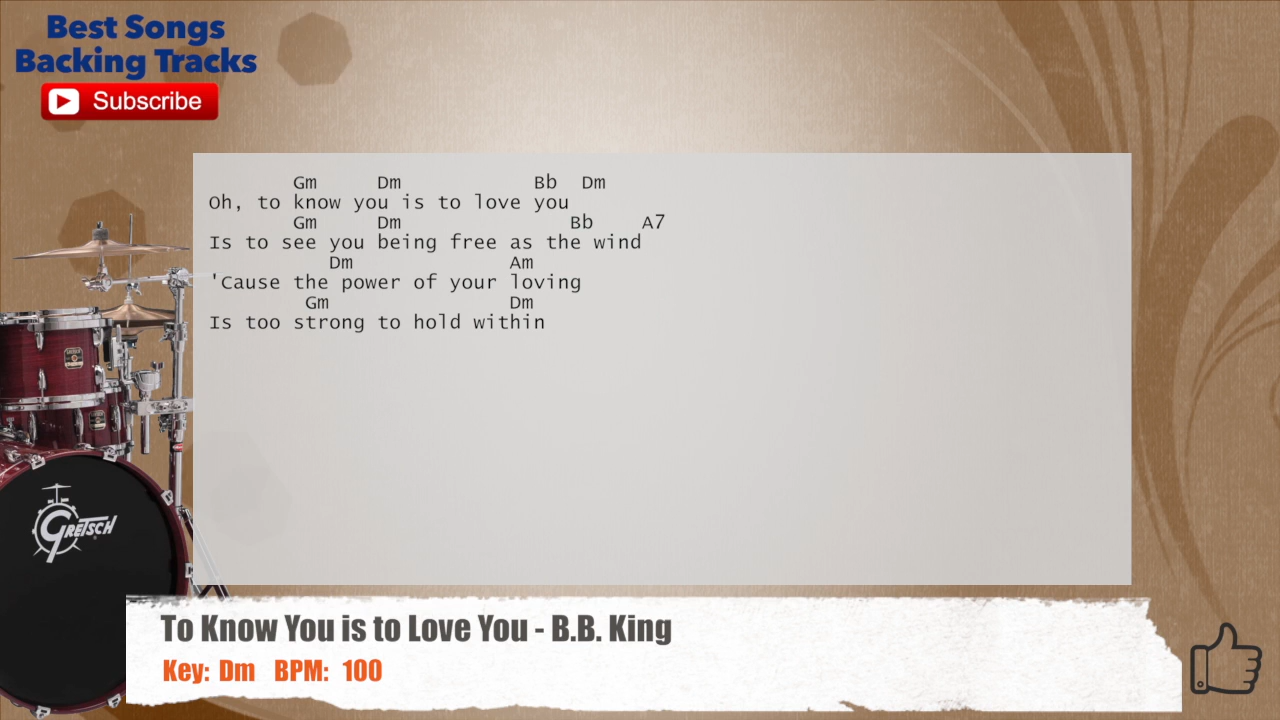 Best Songs
Backing Tracks
Subscribe
Gm Dm Bb Dm
Oh, to know you is to love you
Gm Dm Bb A7
Is to see you being free as the wind
Dm Am
'Cause the power of your loving
Gm Dm
Is too strong to hold within
GRETSCH
To Know You is to Love You - B.B. King
Key: Dm BPM: 100